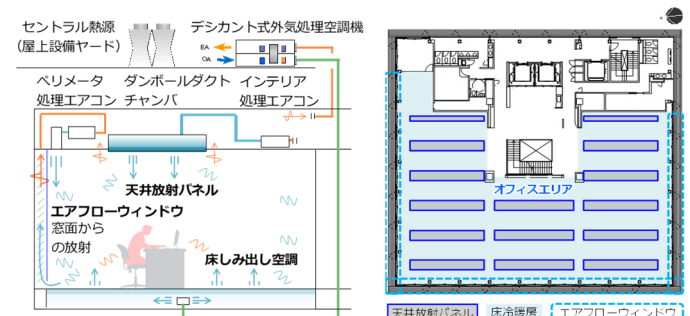 セントラル熱源
（屋上設備ヤード）
デシカント式外気処理空調機
EA
OA
ペリメータ
処理エアコン
ダンボールダクト
チャンバ
インテリア
処理エアコン
天井放射パネル
エアフローウィンドウ
窓面から
の放射
床しみ出し空調
オフィスエリア
天井放射パネル
床冷暖房
エアフローウィンドウ